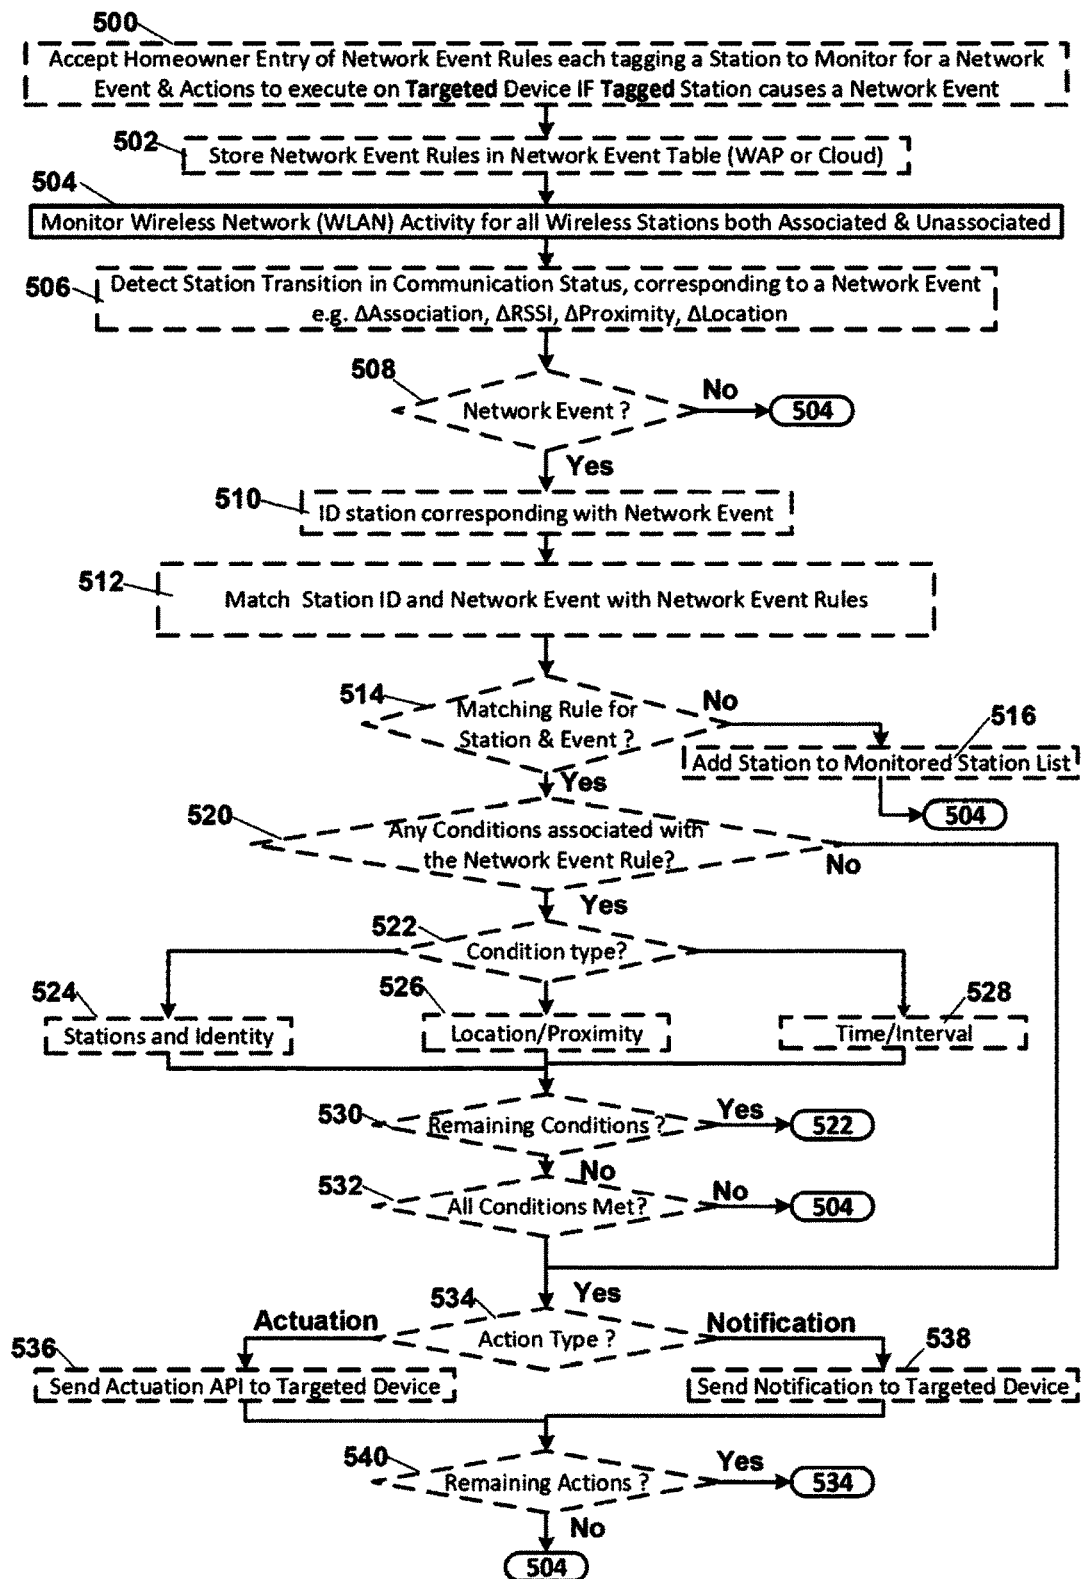 500
Accept Homeowner Entry of Network Event Rules each tagging a Station to Monitor for a Network
Event & Actions to execute on Targeted Device IF Tagged Station causes a Network Event
502
Store Network Event Rules in Network Event Table (WAP or Cloud)
504
Monitor Wireless Network (WLAN) Activity for all Wireless Stations both Associated & Unassociated
506
Detect Station Transition in Communication Status, corresponding to a Network Event
e.g. ΔAssociation, ΔRSSI, ΔProximity, ΔLocation
508
Network Event ?
No
504
Yes
510
ID station corresponding with Network Event
512
Match Station ID and Network Event with Network Event Rules
514
Matching Rule for
Station & Event ?
No
516
Add Station to Monitored Station List
504
Yes
520
Any Conditions associated with
the Network Event Rule?
No
Yes
522
Condition type?
524
Stations and Identity
526
Location/Proximity
528
Time/Interval
530
Remaining Conditions ?
Yes
522
No
532
All Conditions Met?
No
504
Yes
534
Action Type ?
Actuation
Notification
536
Send Actuation API to Targeted Device
538
Send Notification to Targeted Device
540
Remaining Actions ?
Yes
534
No
504